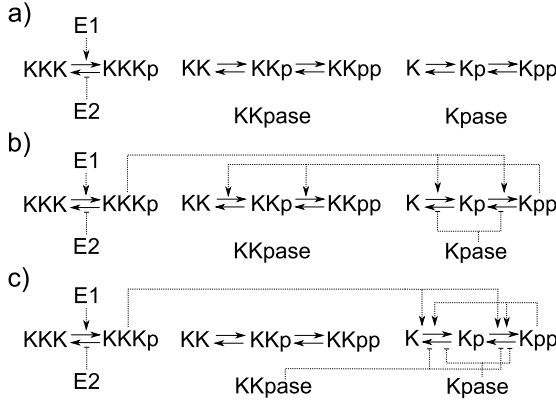 a)
E1
KKK KKKp KK KKp KKpp K Kp Kpp
E2 KKpase Kpase
b)
E1
KKK KKKp KK KKp KKpp K Kp Kpp
E2 KKpase Kpase
c)
E1
KKK KKKp KK KKp KKpp K Kp Kpp
E2 KKpase Kpase